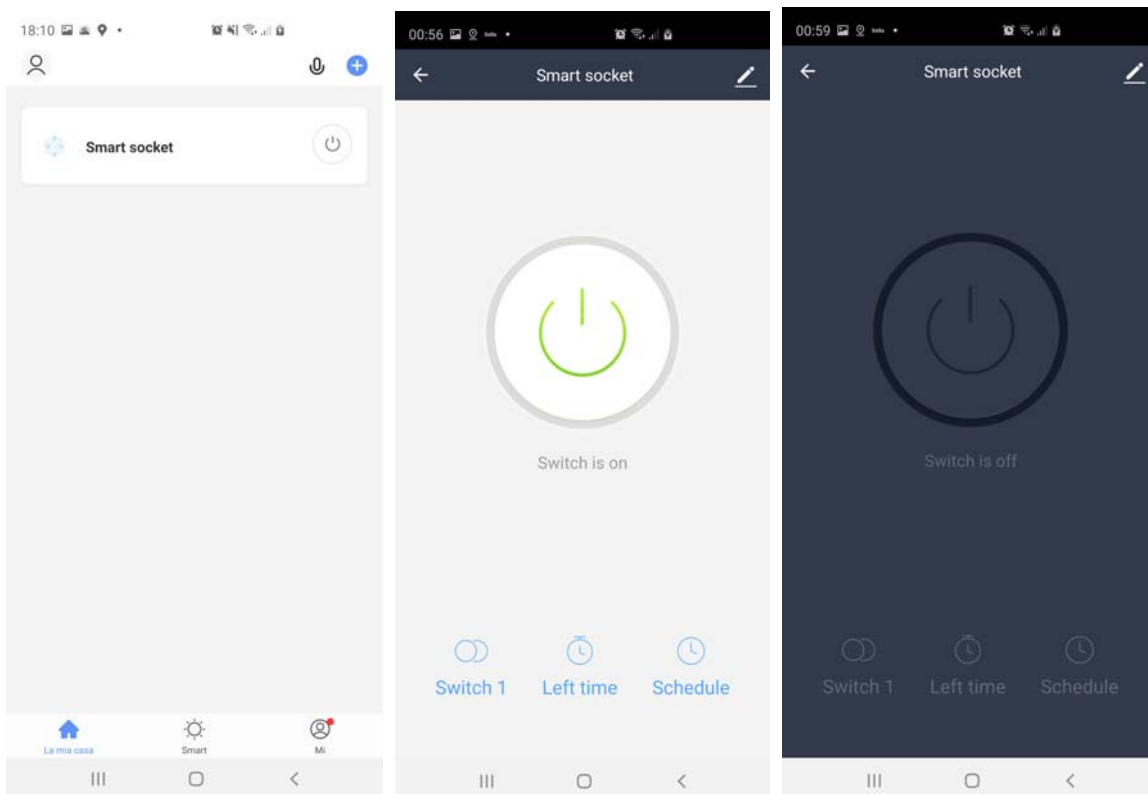 18:10
Smart socket
La mia casa
Smart
Mi
00:56
Smart socket
Switch is on
Switch 1
Left time
Schedule
00:59
Smart socket
Switch is off
Switch 1
Left time
Schedule